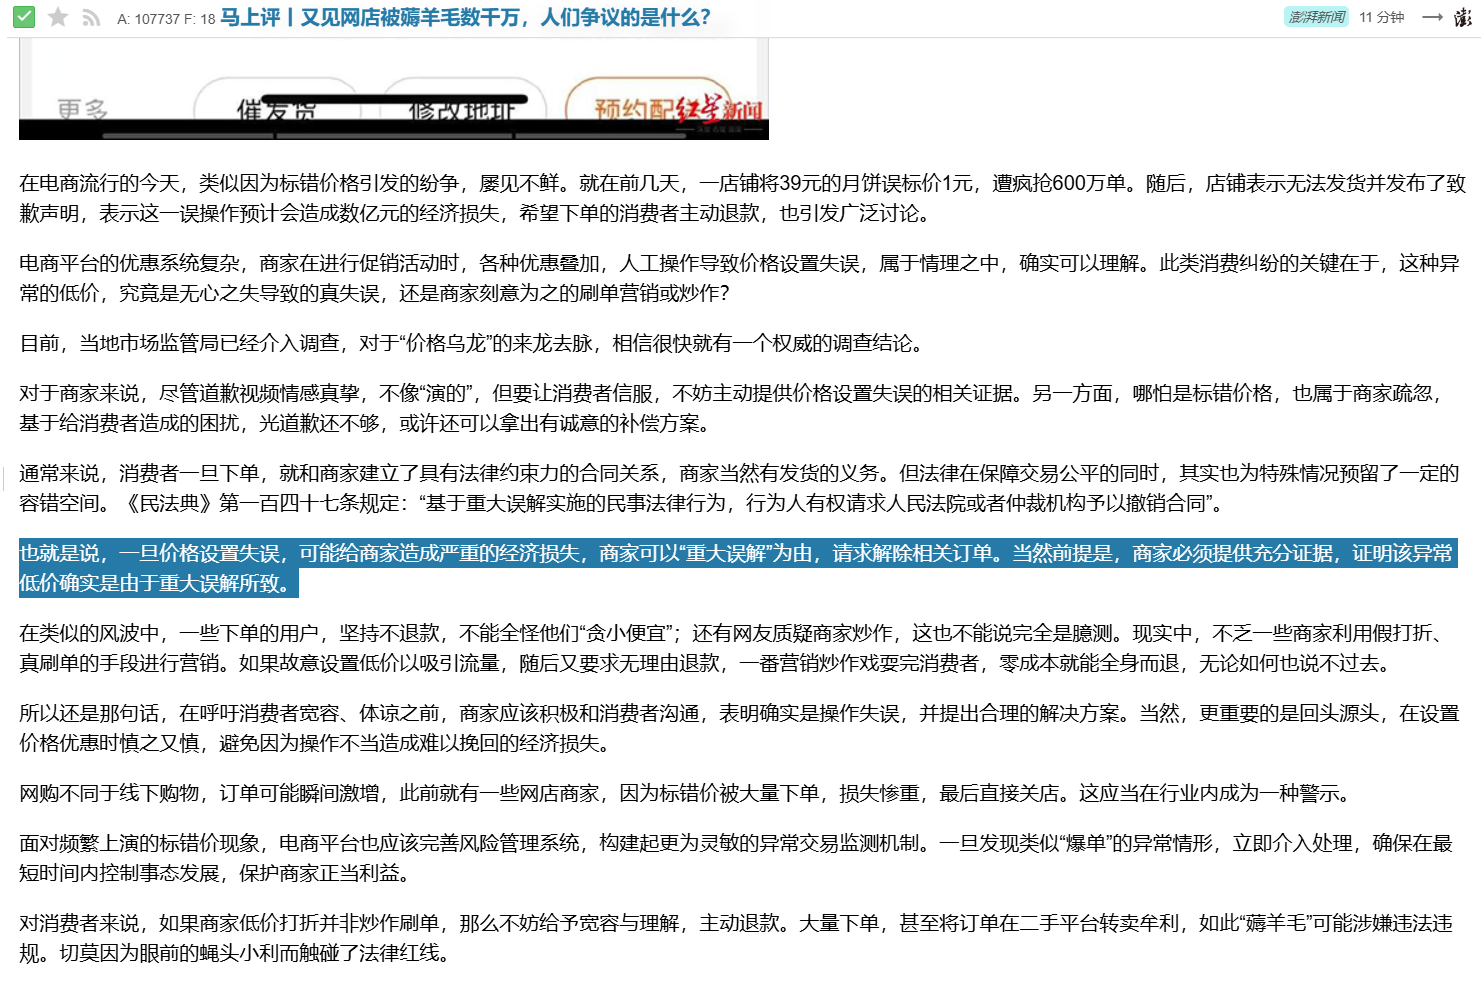 A: 107737 F: 18 马上评丨又见网店被薅羊毛数千万，人们争议的是什么？
澎湃新闻 11 分钟
更多 催发货 修改地址 预约配
红星新闻
在电商流行的今天，类似因为标错价格引发的纷争，屡见不鲜。就在前几天，一店铺将39元的月饼误标价1元，遭疯抢600万单。随后，店铺表示无法发货并发布了致
歉声明，表示这一误操作预计会造成数亿元的经济损失，希望下单的消费者主动退款，也引发广泛讨论。
电商平台的优惠系统复杂，商家在进行促销活动时，各种优惠叠加，人工操作导致价格设置失误，属于情理之中，确实可以理解。此类消费纠纷的关键在于，这种异
常的低价，究竟是无心之失导致的真失误，还是商家刻意为之的刷单营销或炒作？
目前，当地市场监管局已经介入调查，对于“价格乌龙”的来龙去脉，相信很快就有一个权威的调查结论。
对于商家来说，尽管道歉视频情感真挚，不像“演的”，但要让消费者信服，不妨主动提供价格设置失误的相关证据。另一方面，哪怕是标错价格，也属于商家疏忽，
基于给消费者造成的困扰，光道歉还不够，或许还可以拿出有诚意的补偿方案。
通常来说，消费者一旦下单，就和商家建立了具有法律约束力的合同关系，商家当然有发货的义务。但法律在保障交易公平的同时，其实也为特殊情况预留了一定的
容错空间。《民法典》第一百四十七条规定：“基于重大误解实施的民事法律行为，行为人有权请求人民法院或者仲裁机构予以撤销合同”。
也就是说，一旦价格设置失误，可能给商家造成严重的经济损失，商家可以“重大误解”为由，请求解除相关订单。当然前提是，商家必须提供充分证据，证明该异常
低价确实是由于重大误解所致。
在类似的风波中，一些下单的用户，坚持不退款，不能全怪他们“贪小便宜”；还有网友质疑商家炒作，这也不能说完全是臆测。现实中，不乏一些商家利用假打折、
真刷单的手段进行营销。如果故意设置低价以吸引流量，随后又要求无理由退款，一番营销炒作戏耍完消费者，零成本就能全身而退，无论如何也说不过去。
所以还是那句话，在呼吁消费者宽容、体谅之前，商家应该积极和消费者沟通，表明确实是操作失误，并提出合理的解决方案。当然，更重要的是回头源头，在设置
价格优惠时慎之又慎，避免因为操作不当造成难以挽回的经济损失。
网购不同于线下购物，订单可能瞬间激增，此前就有一些网店商家，因为标错价被大量下单，损失惨重，最后直接关店。这应当在行业内成为一种警示。
面对频繁上演的标错价现象，电商平台也应该完善风险管理系统，构建起更为灵敏的异常交易监测机制。一旦发现类似“爆单”的异常情形，立即介入处理，确保在最
短时间内控制事态发展，保护商家正当利益。
对消费者来说，如果商家低价打折并非炒作刷单，那么不妨给予宽容与理解，主动退款。大量下单，甚至将订单在二手平台转卖牟利，如此“薅羊毛”可能涉嫌违法违
规。切莫因为眼前的蝇头小利而触碰了法律红线。